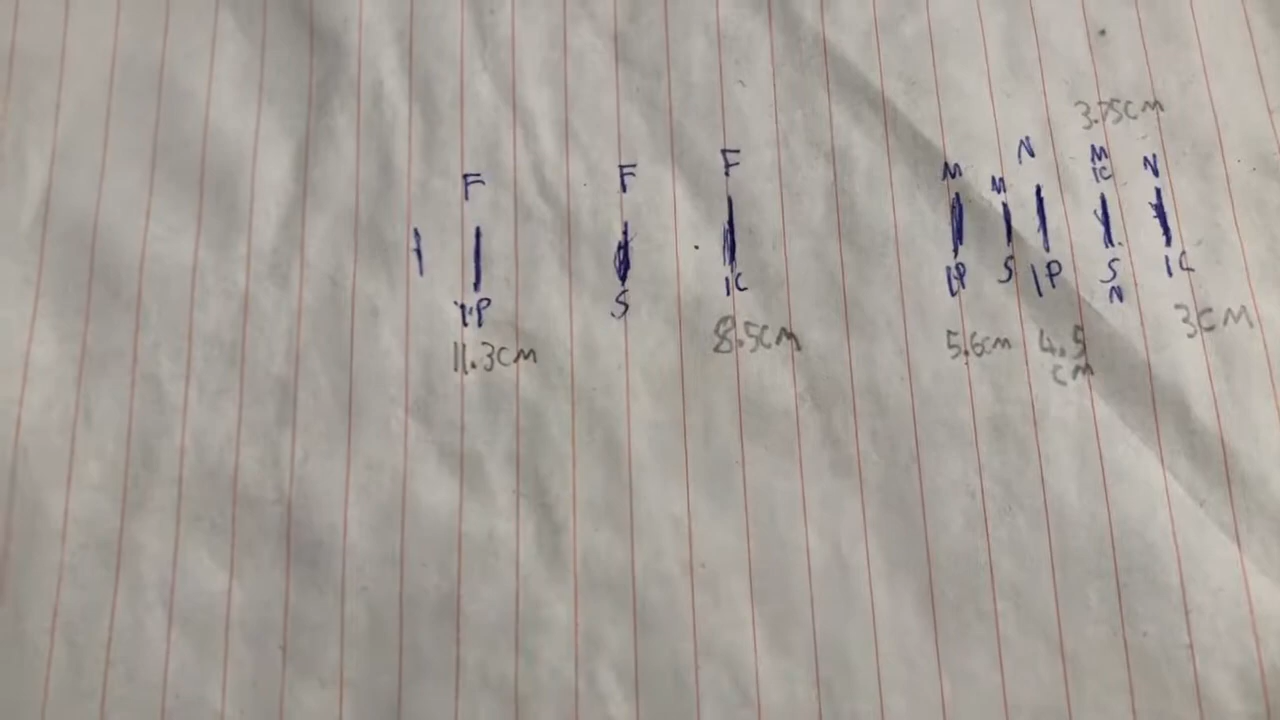 3.75cm
F F F M M N M N
IC
IP S IC IP S IP S IC
N
11.3cm 8.5cm 5.6cm 4.5 3cm
cm